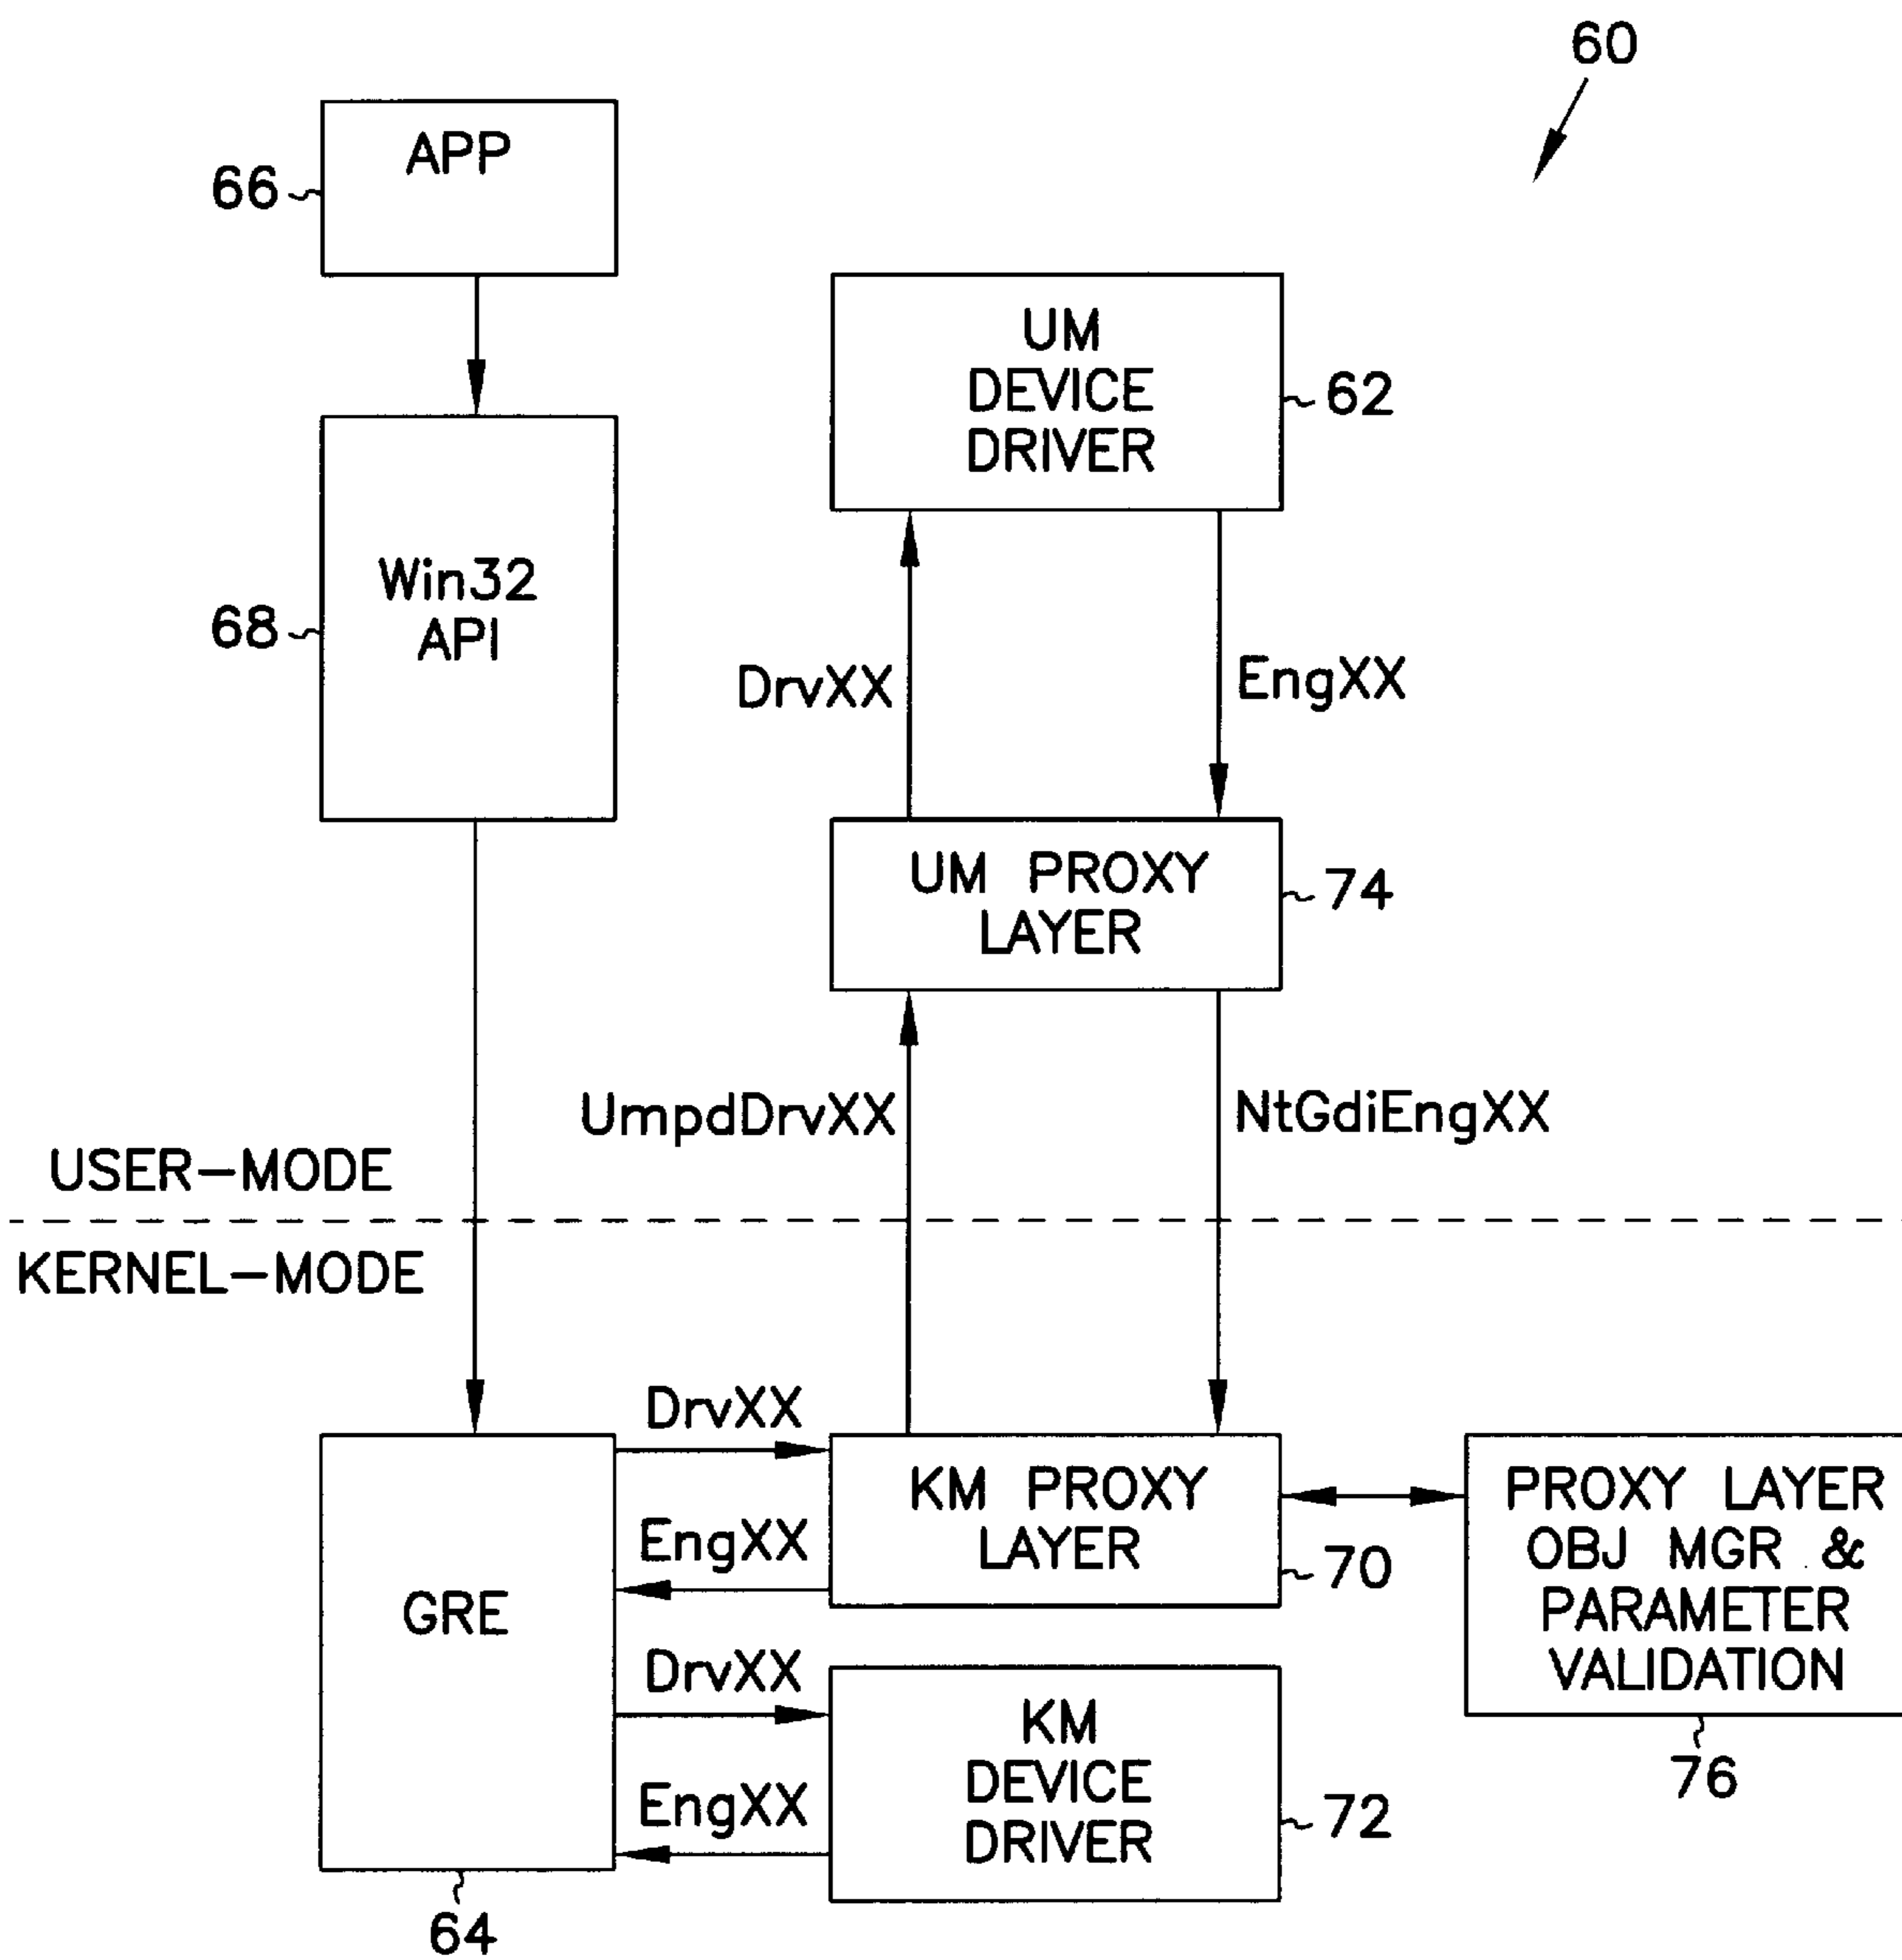 60
APP
66
UM
DEVICE
DRIVER
62
Win32
API
68
DrvXX
EngXX
UM PROXY
LAYER
74
UmpdDrvXX
NtGdiEngXX
USER-MODE
KERNEL-MODE
DrvXX
EngXX
KM PROXY
LAYER
70
PROXY LAYER
OBJ MGR &
PARAMETER
VALIDATION
76
GRE
64
DrvXX
EngXX
KM
DEVICE
DRIVER
72